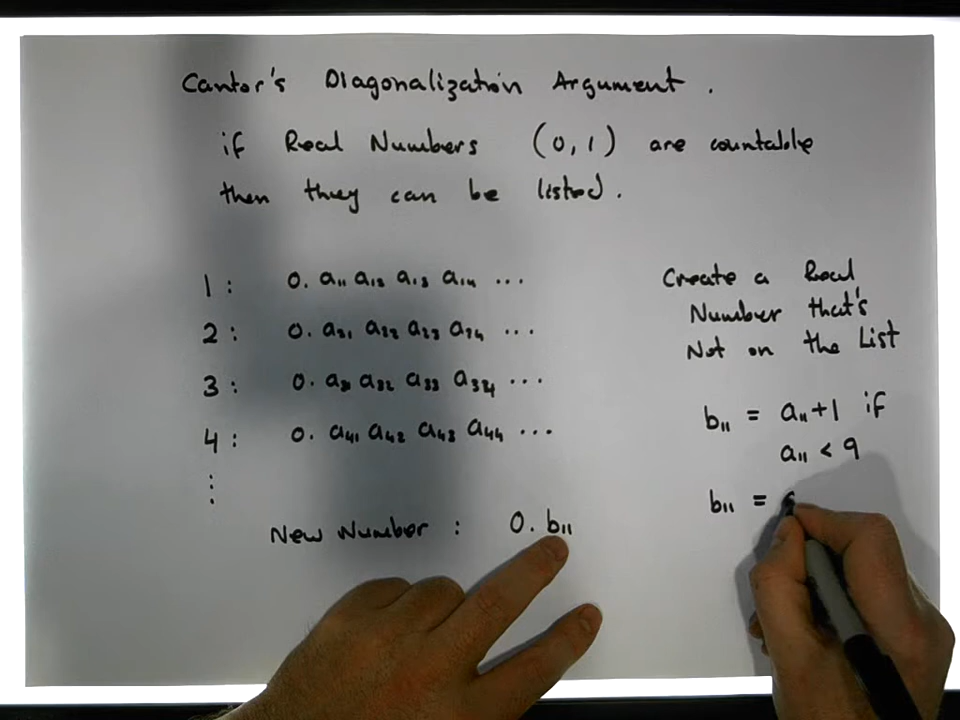 Cantor's Diagonalization Argument.
if Real Numbers (0,1) are countable
then they can be listed.
1: 0. a11 a12 a13 a14 ...
2: 0. a21 a22 a23 a24 ...
3: 0. a31 a32 a33 a34 ...
4: 0. a41 a42 a43 a44 ...
⋮
Create a Real
Number that's
Not on the List
b11 = a11+1 if
a11 < 9
b11 =
New Number: 0. b11